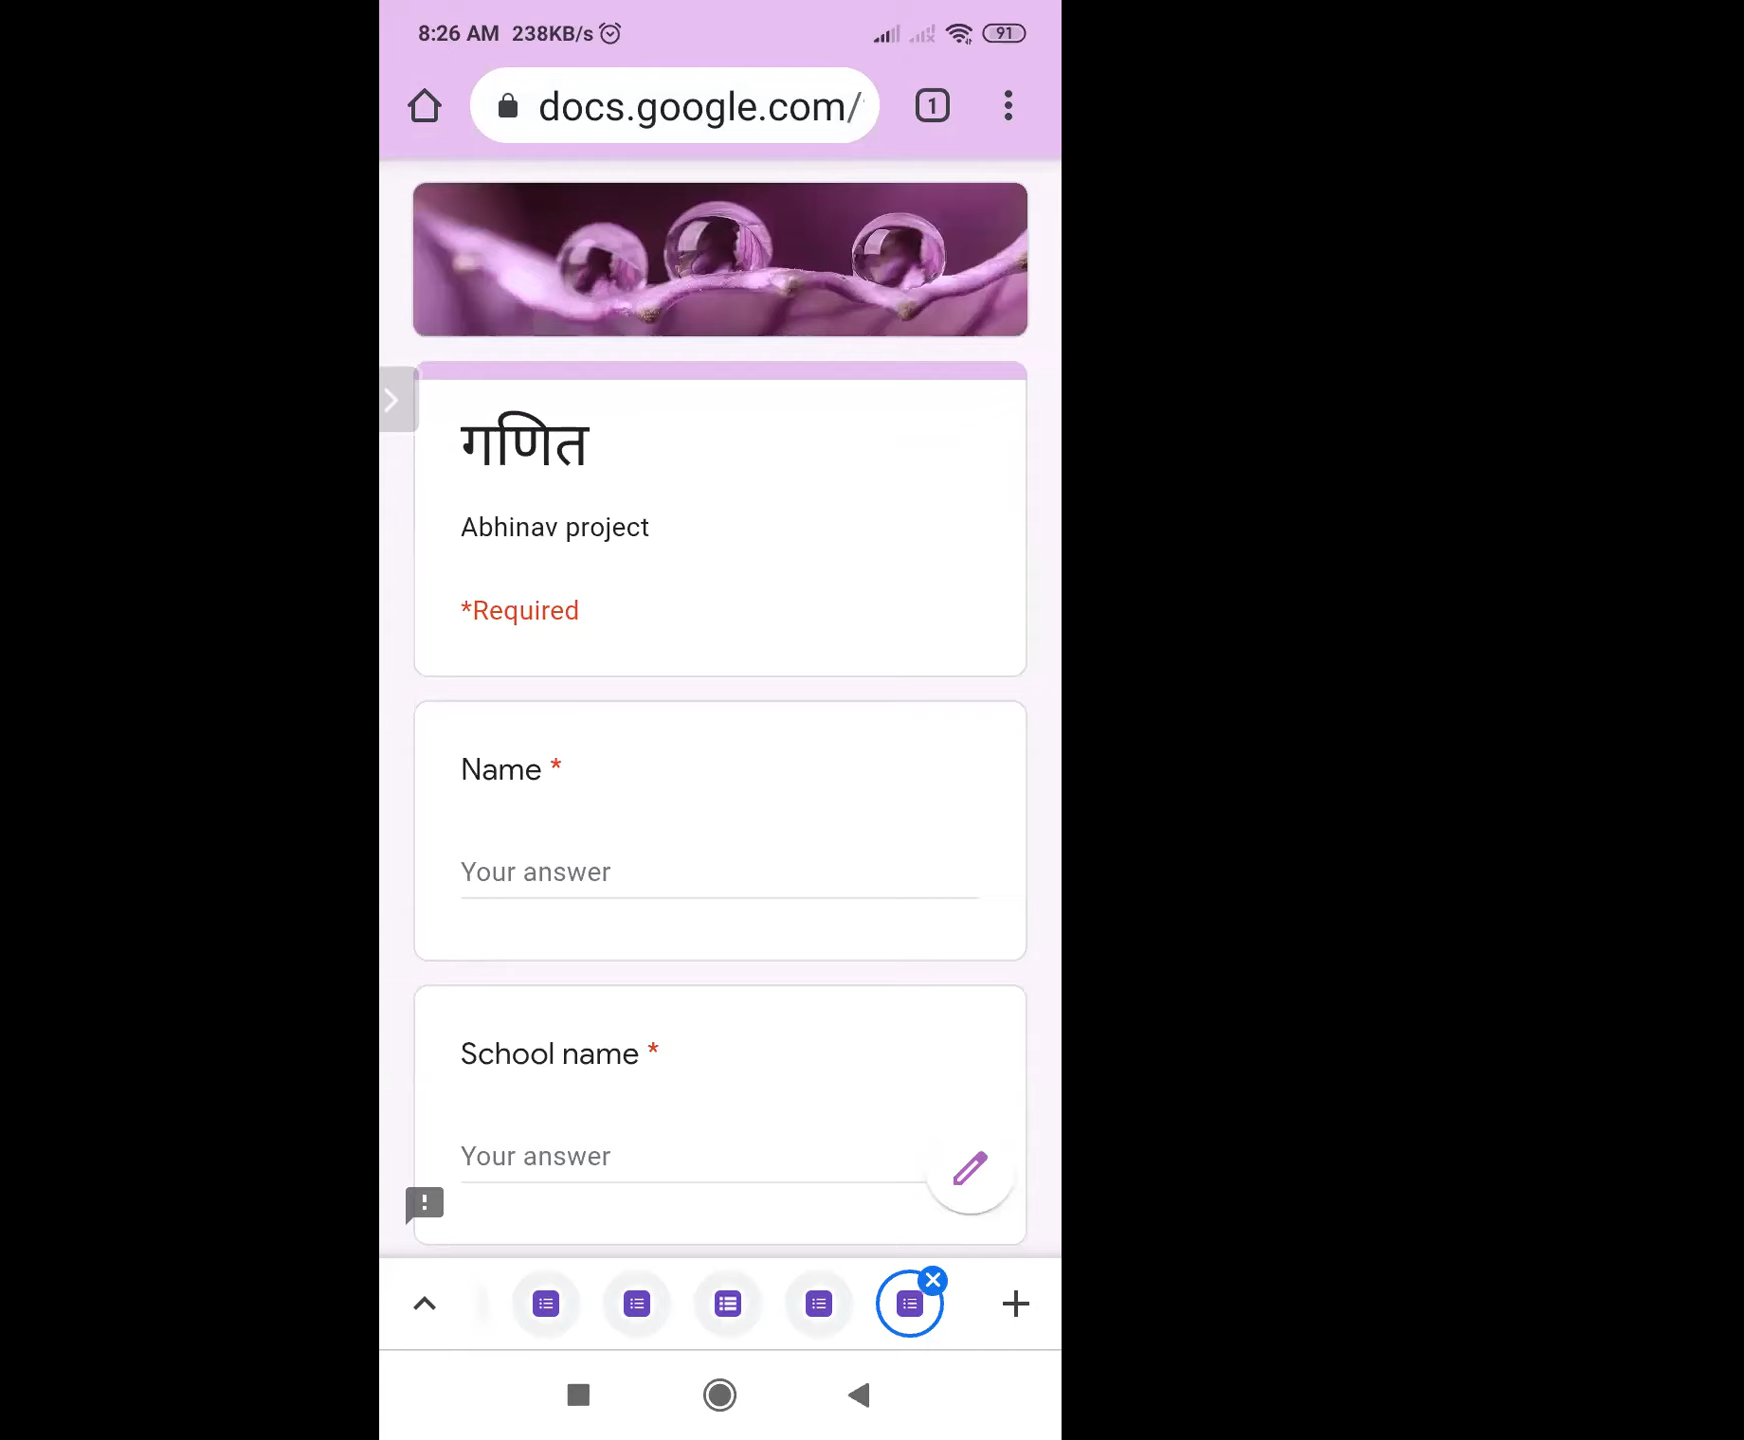 8:26 AM 238KB/s
91
docs.google.com/
1
गणित
Abhinav project
*Required
Name *
Your answer
School name *
Your answer